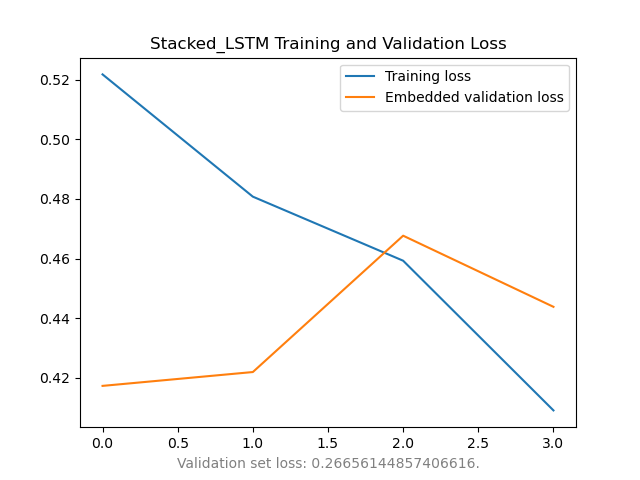 Stacked_LSTM Training and Validation Loss
Training loss
Embedded validation loss
0.52
0.50
0.48
0.46
0.44
0.42
0.0 0.5 1.0 1.5 2.0 2.5 3.0
Validation set loss: 0.26656144857406616.